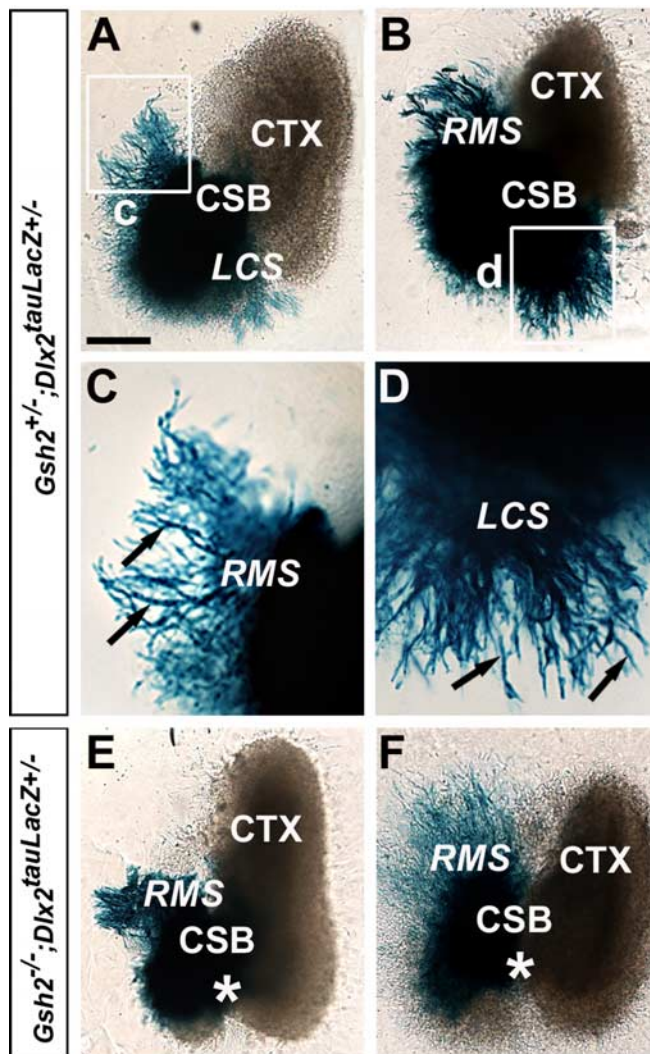 Gsh2+/-;Dlx2tauLacZ+/-
A
CTX
c
CSB
LCS
B
CTX
RMS
CSB
d
C
RMS
D
LCS
Gsh2-/-;Dlx2tauLacZ+/-
E
CTX
RMS
CSB
*
F
RMS
CTX
CSB
*